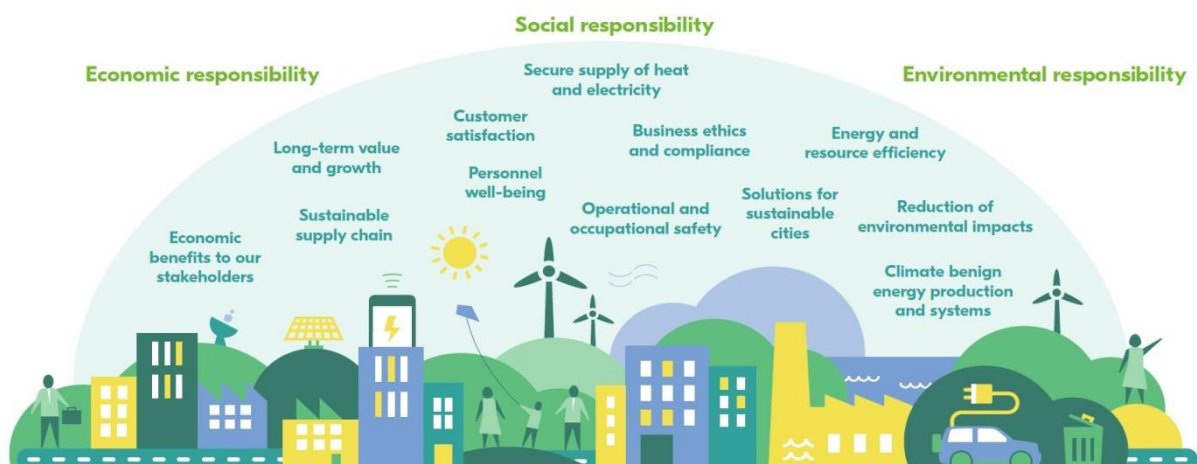 Social responsibility
Economic responsibility
Environmental responsibility
Secure supply of heat
and electricity
Customer
satisfaction
Business ethics
and compliance
Energy and
resource efficiency
Long-term value
and growth
Personnel
well-being
Solutions for
sustainable
cities
Operational and
occupational safety
Reduction of
environmental impacts
Sustainable
supply chain
Economic
benefits to our
stakeholders
Climate benign
energy production
and systems